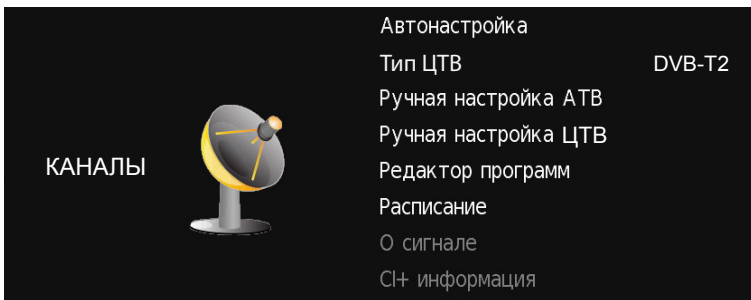 Автонастройка
Тип ЦТВ DVB-T2
Ручная настройка АТВ
Ручная настройка ЦТВ
КАНАЛЫ
Редактор программ
Расписание
О сигнале
CI+ информация